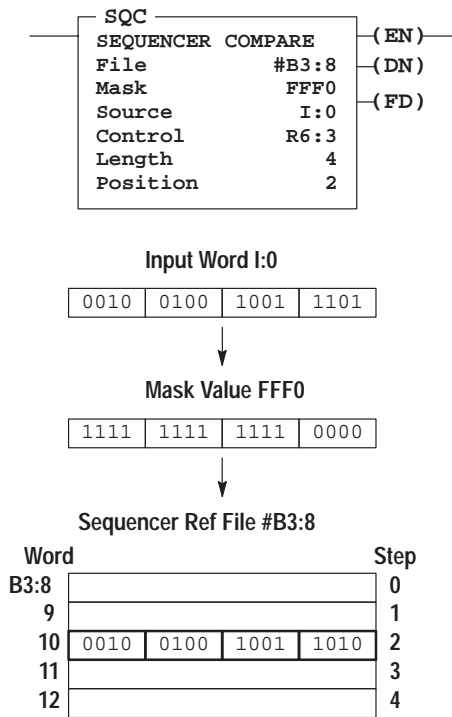 SQC
SEQUENCER COMPARE (EN)
File #B3:8 (DN)
Mask FFF0 (FD)
Source I:0
Control R6:3
Length 4
Position 2
Input Word I:0
0010 0100 1001 1101
Mask Value FFF0
1111 1111 1111 0000
Sequencer Ref File #B3:8
Word Step
B3:8 0
9 1
10 0010 0100 1001 1010 2
11 3
12 4